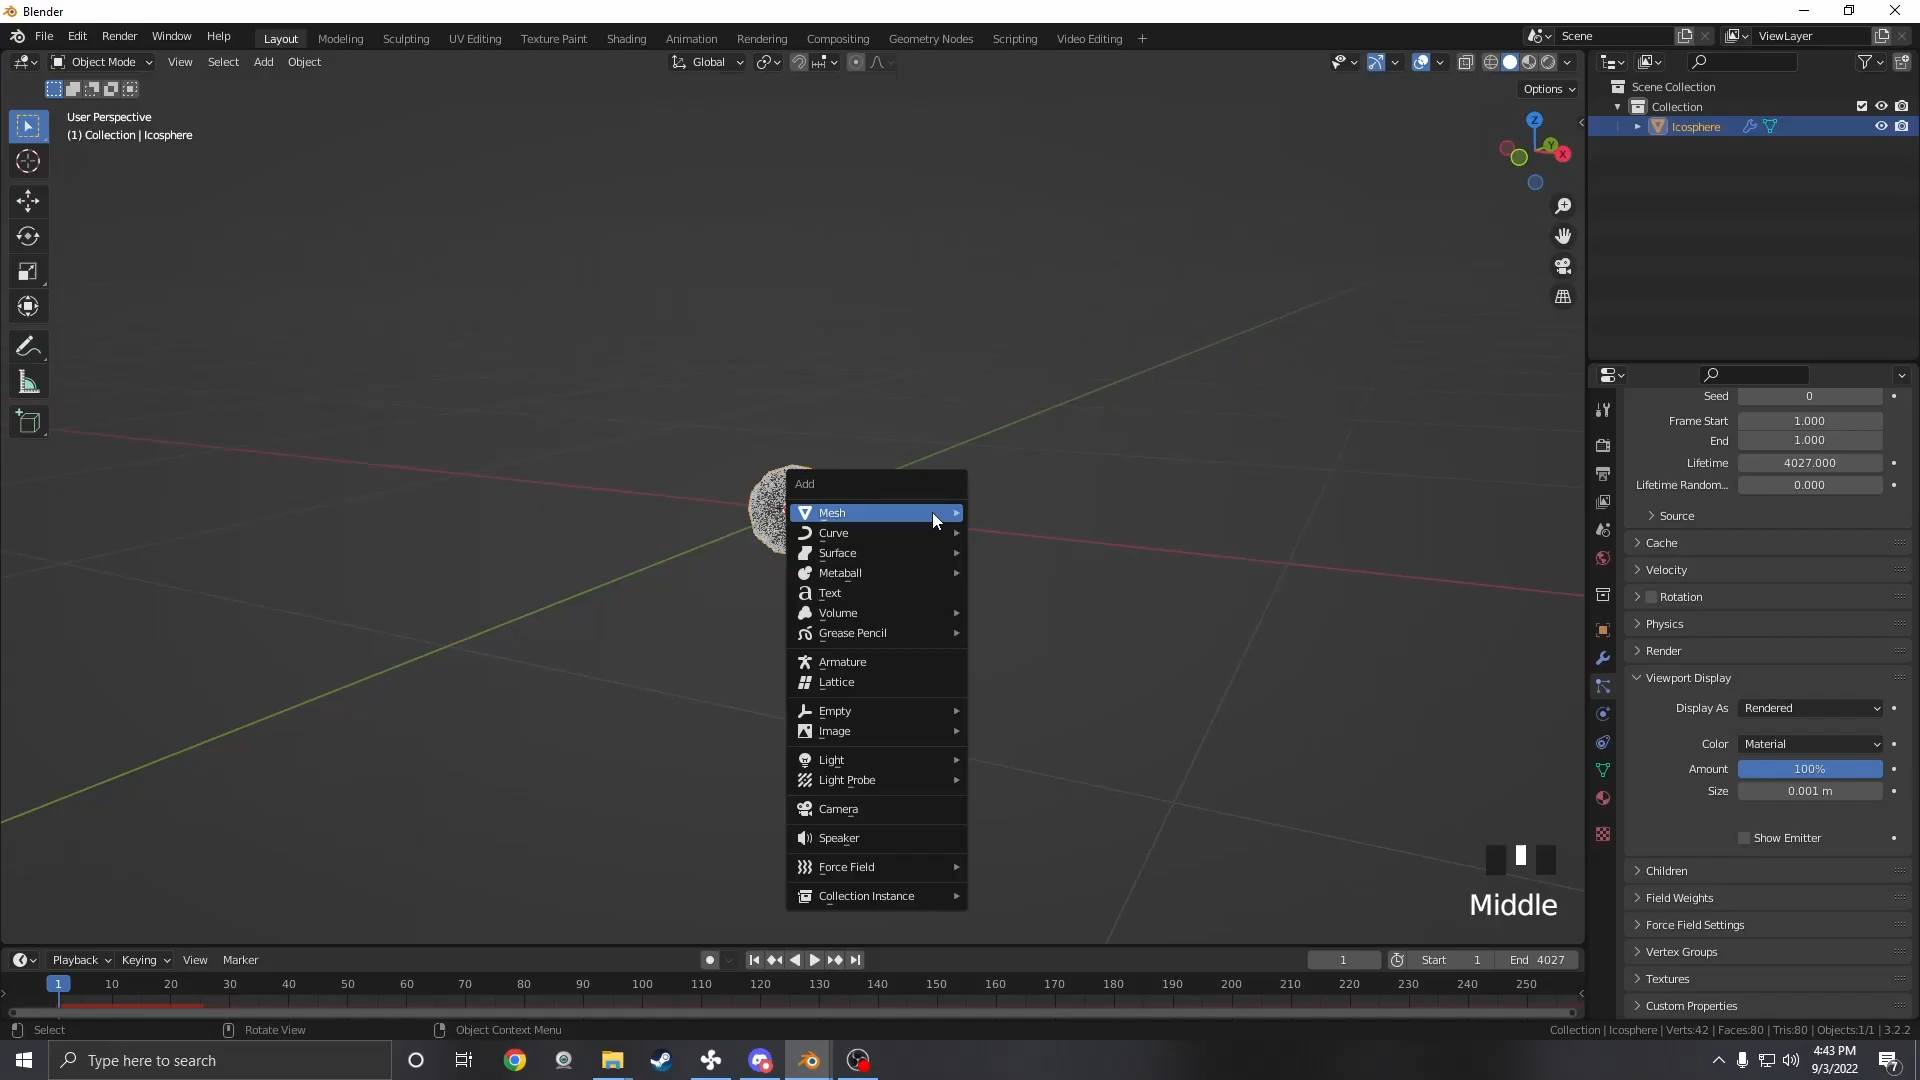 Blender
File Edit Render Window Help
Layout Modeling Sculpting UV Editing Texture Paint Shading Animation Rendering Compositing Geometry Nodes Scripting Video Editing +
Scene
ViewLayer
Object Mode View Select Add Object
Global
Options
User Perspective
(1) Collection | Icosphere
Z
Y
X
Scene Collection
Collection
Icosphere
Seed 0
Frame Start 1.000
End 1.000
Lifetime 4027.000
Lifetime Random... 0.000
Source
Cache
Velocity
Rotation
Physics
Render
Viewport Display
Display As Rendered
Color Material
Amount 100%
Size 0.001 m
Show Emitter
Children
Field Weights
Force Field Settings
Vertex Groups
Textures
Custom Properties
Add
Mesh
Curve
Surface
Metaball
Text
Volume
Grease Pencil
Armature
Lattice
Empty
Image
Light
Light Probe
Camera
Speaker
Force Field
Collection Instance
Middle
Playback Keying View Marker
1
Start 1
End 4027
1 10 20 30 40 50 60 70 80 90 100 110 120 130 140 150 160 170 180 190 200 210 220 230 240 250
Select
Rotate View
Object Context Menu
Collection | Icosphere | Verts:42 | Faces:80 | Tris:80 | Objects:1/1 | 3.2.2
Type here to search
4:43 PM
9/3/2022
7